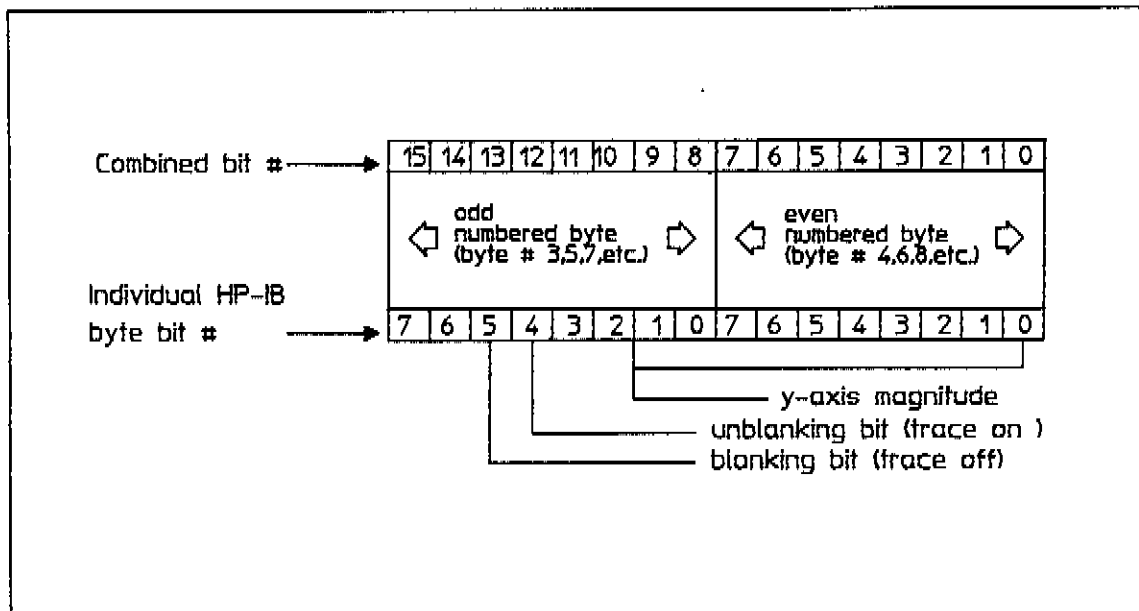 Combined bit #
15 14 13 12 11 10 9 8 7 6 5 4 3 2 1 0
odd
numbered byte
(byte # 3,5,7,etc.)
even
numbered byte
(byte # 4,6,8,etc.)
Individual HP-IB
byte bit #
7 6 5 4 3 2 1 0 7 6 5 4 3 2 1 0
y-axis magnitude
unblanking bit (trace on )
blanking bit (trace off)